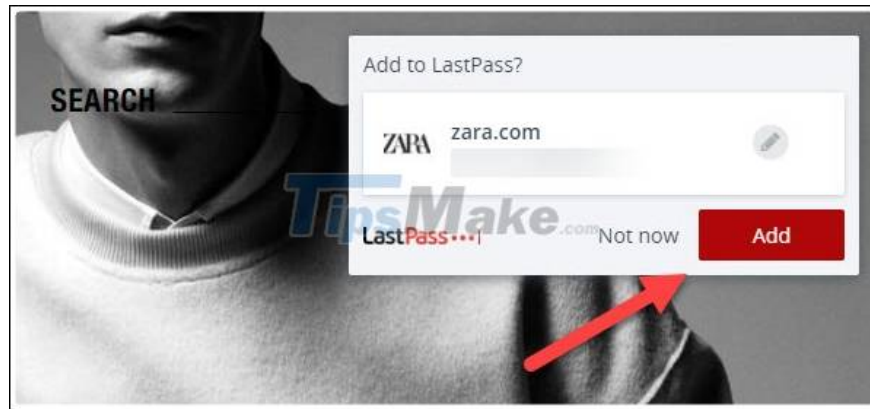 Add to LastPass?
SEARCH
ZARA
zara.com
TipsMake.com
LastPass
Not now
Add